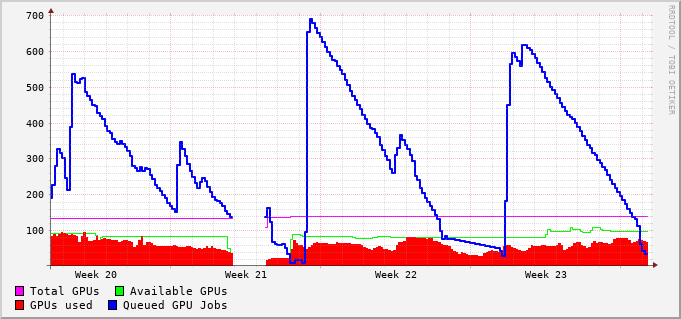 700
600
500
400
300
200
100
Week 20 Week 21 Week 22 Week 23
Total GPUs Available GPUs
GPUs used Queued GPU Jobs
RRDTOOL / TOBI OETIKER